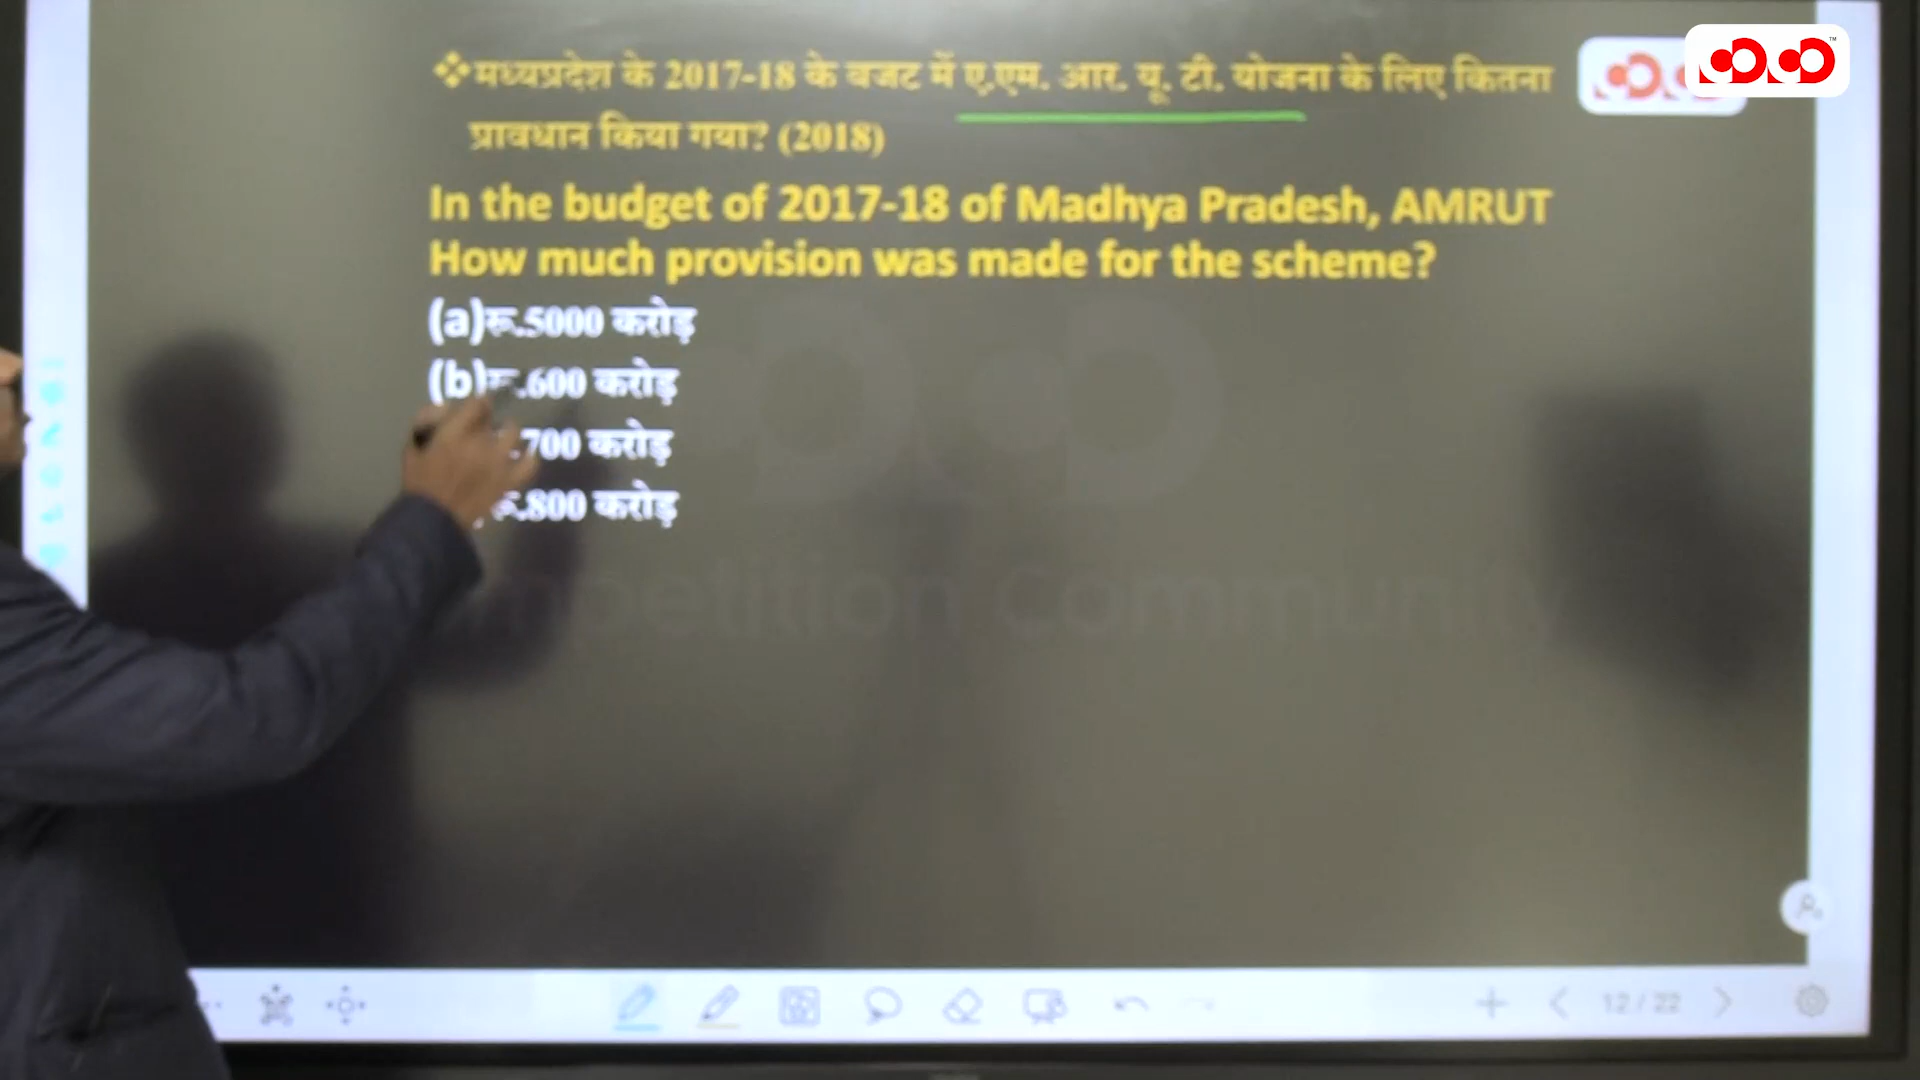 ❖मध्यप्रदेश के 2017-18 के बजट में ए.एम. आर. यू. टी. योजना के लिए कितना
प्रावधान किया गया? (2018)
In the budget of 2017-18 of Madhya Pradesh, AMRUT
How much provision was made for the scheme?
(a)रू.5000 करोड़
(b)रू.600 करोड़
.700 करोड़
रू.800 करोड़
mpetition Community
12 / 22